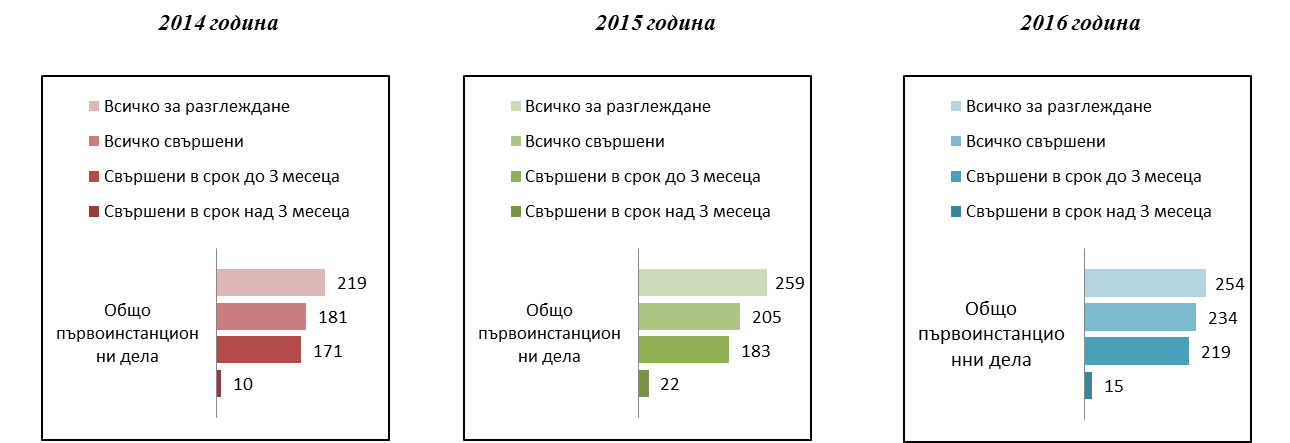 2014 година
Всичко за разглеждане
Всичко свършени
Свършени в срок до 3 месеца
Свършени в срок над 3 месеца
219
181
171
10
Общо
първоинстанцион
ни дела
2015 година
Всичко за разглеждане
Всичко свършени
Свършени в срок до 3 месеца
Свършени в срок над 3 месеца
259
205
183
22
Общо
първоинстанцион
ни дела
2016 година
Всичко за разглеждане
Всичко свършени
Свършени в срок до 3 месеца
Свършени в срок над 3 месеца
254
234
219
15
Общо
първоинстанцио
нни дела